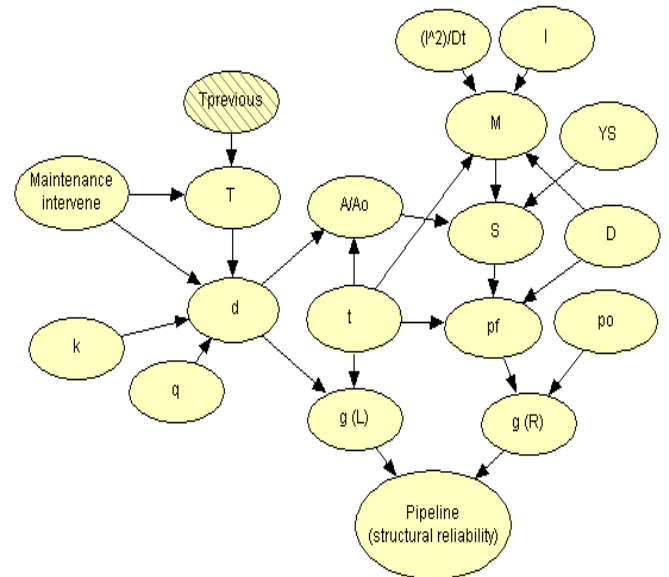 (l^2)/Dt
l
Tprevious
M
YS
Maintenance
intervene
T
A/Ao
S
D
d
t
pf
po
k
q
g (L)
g (R)
Pipeline
(structural reliability)